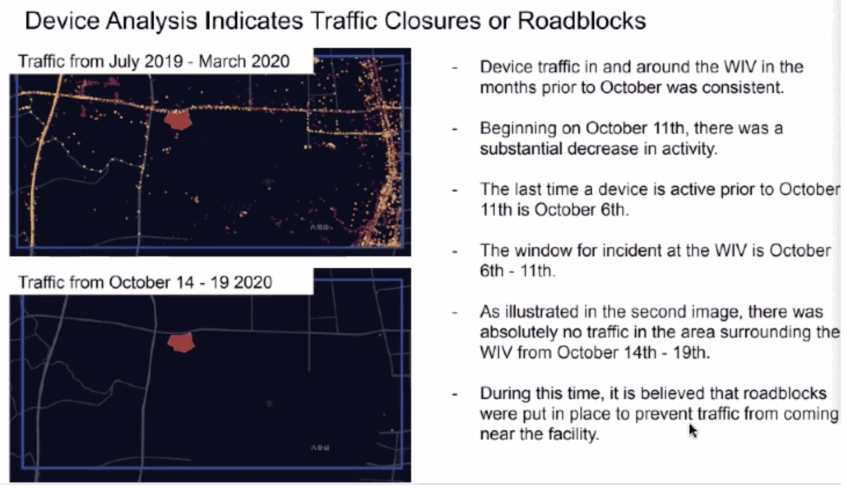 Device Analysis Indicates Traffic Closures or Roadblocks
Traffic from July 2019 - March 2020
Traffic from October 14 - 19 2020
- Device traffic in and around the WIV in the
months prior to October was consistent.
- Beginning on October 11th, there was a
substantial decrease in activity.
- The last time a device is active prior to October
11th is October 6th.
- The window for incident at the WIV is October
6th - 11th.
- As illustrated in the second image, there was
absolutely no traffic in the area surrounding the
WIV from October 14th - 19th.
- During this time, it is believed that roadblocks
were put in place to prevent traffic from coming
near the facility.